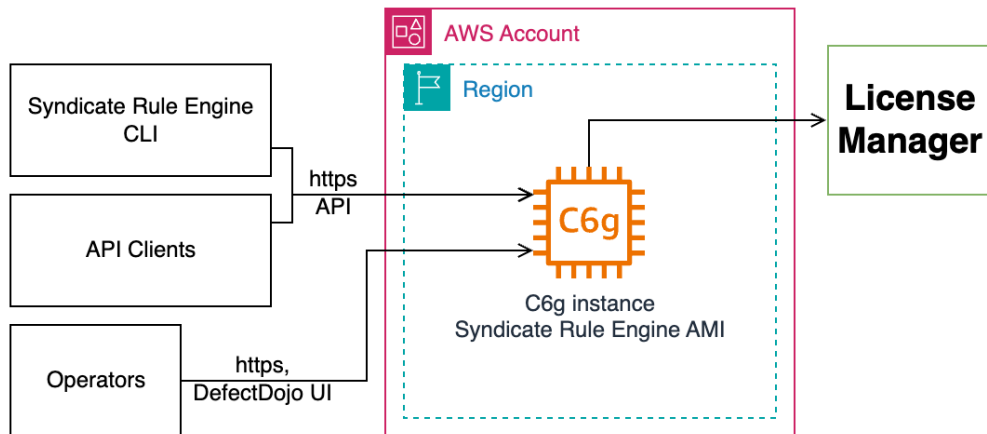 AWS Account
Region
Syndicate Rule Engine
CLI
License
Manager
https
API
C6g
API Clients
C6g instance
Syndicate Rule Engine AMI
Operators
https,
DefectDojo UI